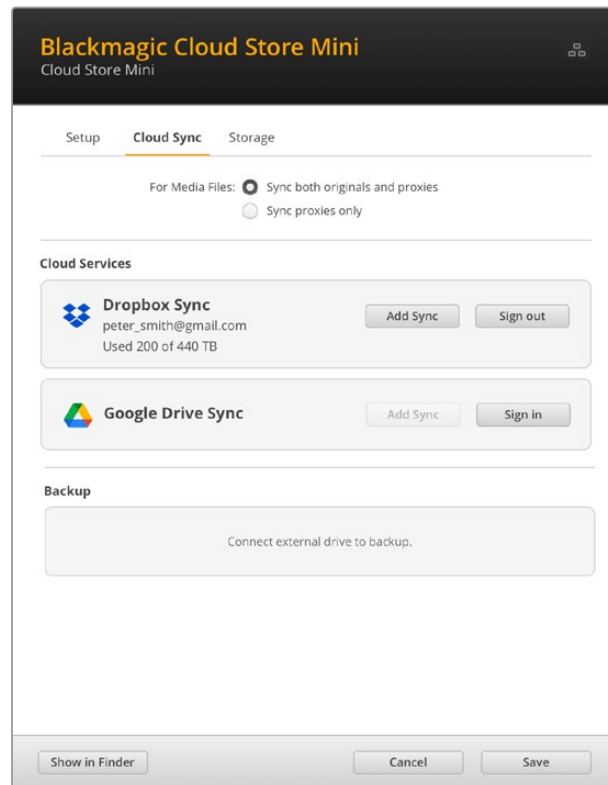 Blackmagic Cloud Store Mini
Cloud Store Mini
Setup Cloud Sync Storage
For Media Files: Sync both originals and proxies
Sync proxies only
Cloud Services
Dropbox Sync
peter_smith@gmail.com
Used 200 of 440 TB
Add Sync Sign out
Google Drive Sync
Add Sync Sign in
Backup
Connect external drive to backup.
Show in Finder Cancel Save